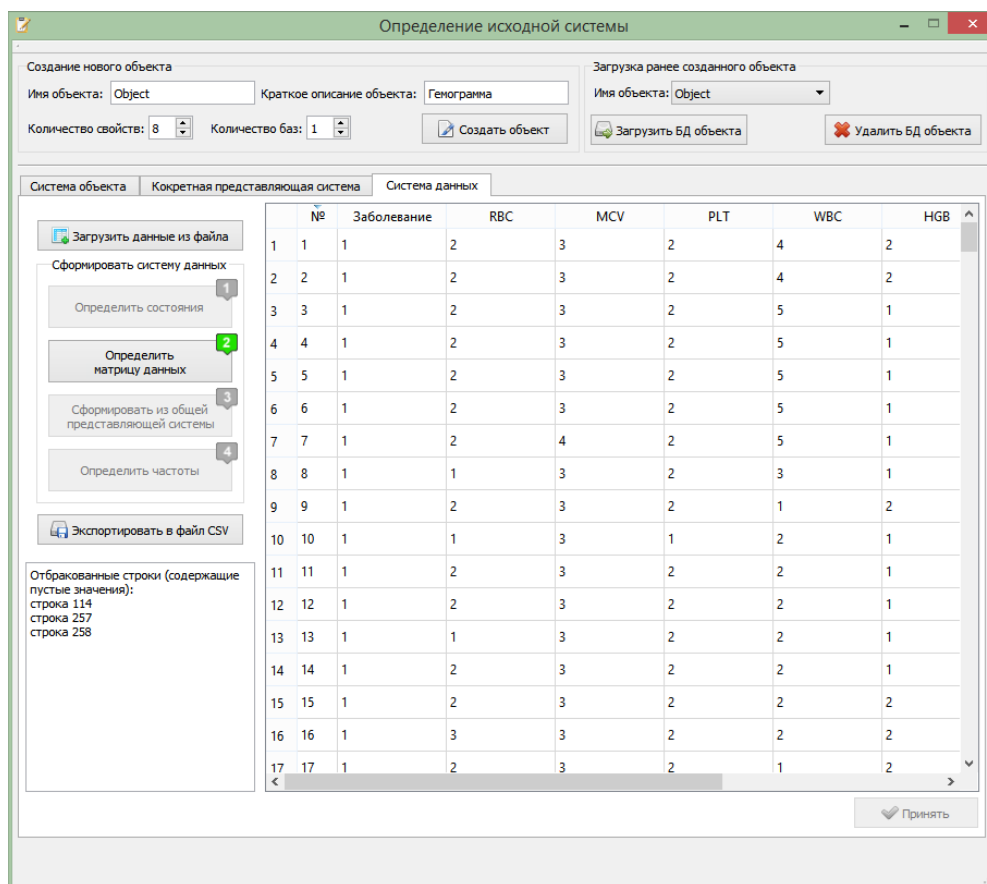 Определение исходной системы
Создание нового объекта
Загрузка ранее созданного объекта
Имя объекта: Object Краткое описание объекта: Гемограмма
Имя объекта: Object
Количество свойств: 8 Количество баз: 1 Создать объект
Загрузить БД объекта Удалить БД объекта
Система объекта Кокретная представляющая система Система данных
Загрузить данные из файла
Сформировать систему данных
1
Определить состояния
2
Определить
матрицу данных
3
Сформировать из общей
представляющей системы
4
Определить частоты
Экспортировать в файл CSV
Отбракованные строки (содержащие
пустые значения):
строка 114
строка 257
строка 258
№ Заболевание RBC MCV PLT WBC HGB
1 1 1 2 3 2 4 2
2 2 1 2 3 2 4 2
3 3 1 2 3 2 5 1
4 4 1 2 3 2 5 1
5 5 1 2 3 2 5 1
6 6 1 2 3 2 5 1
7 7 1 2 4 2 5 1
8 8 1 1 3 2 3 1
9 9 1 2 3 2 1 2
10 10 1 1 3 1 2 1
11 11 1 2 3 2 2 1
12 12 1 2 3 2 2 1
13 13 1 1 3 2 2 1
14 14 1 2 3 2 2 1
15 15 1 2 3 2 2 2
16 16 1 3 3 2 2 2
17 17 1 2 3 2 1 2
Принять